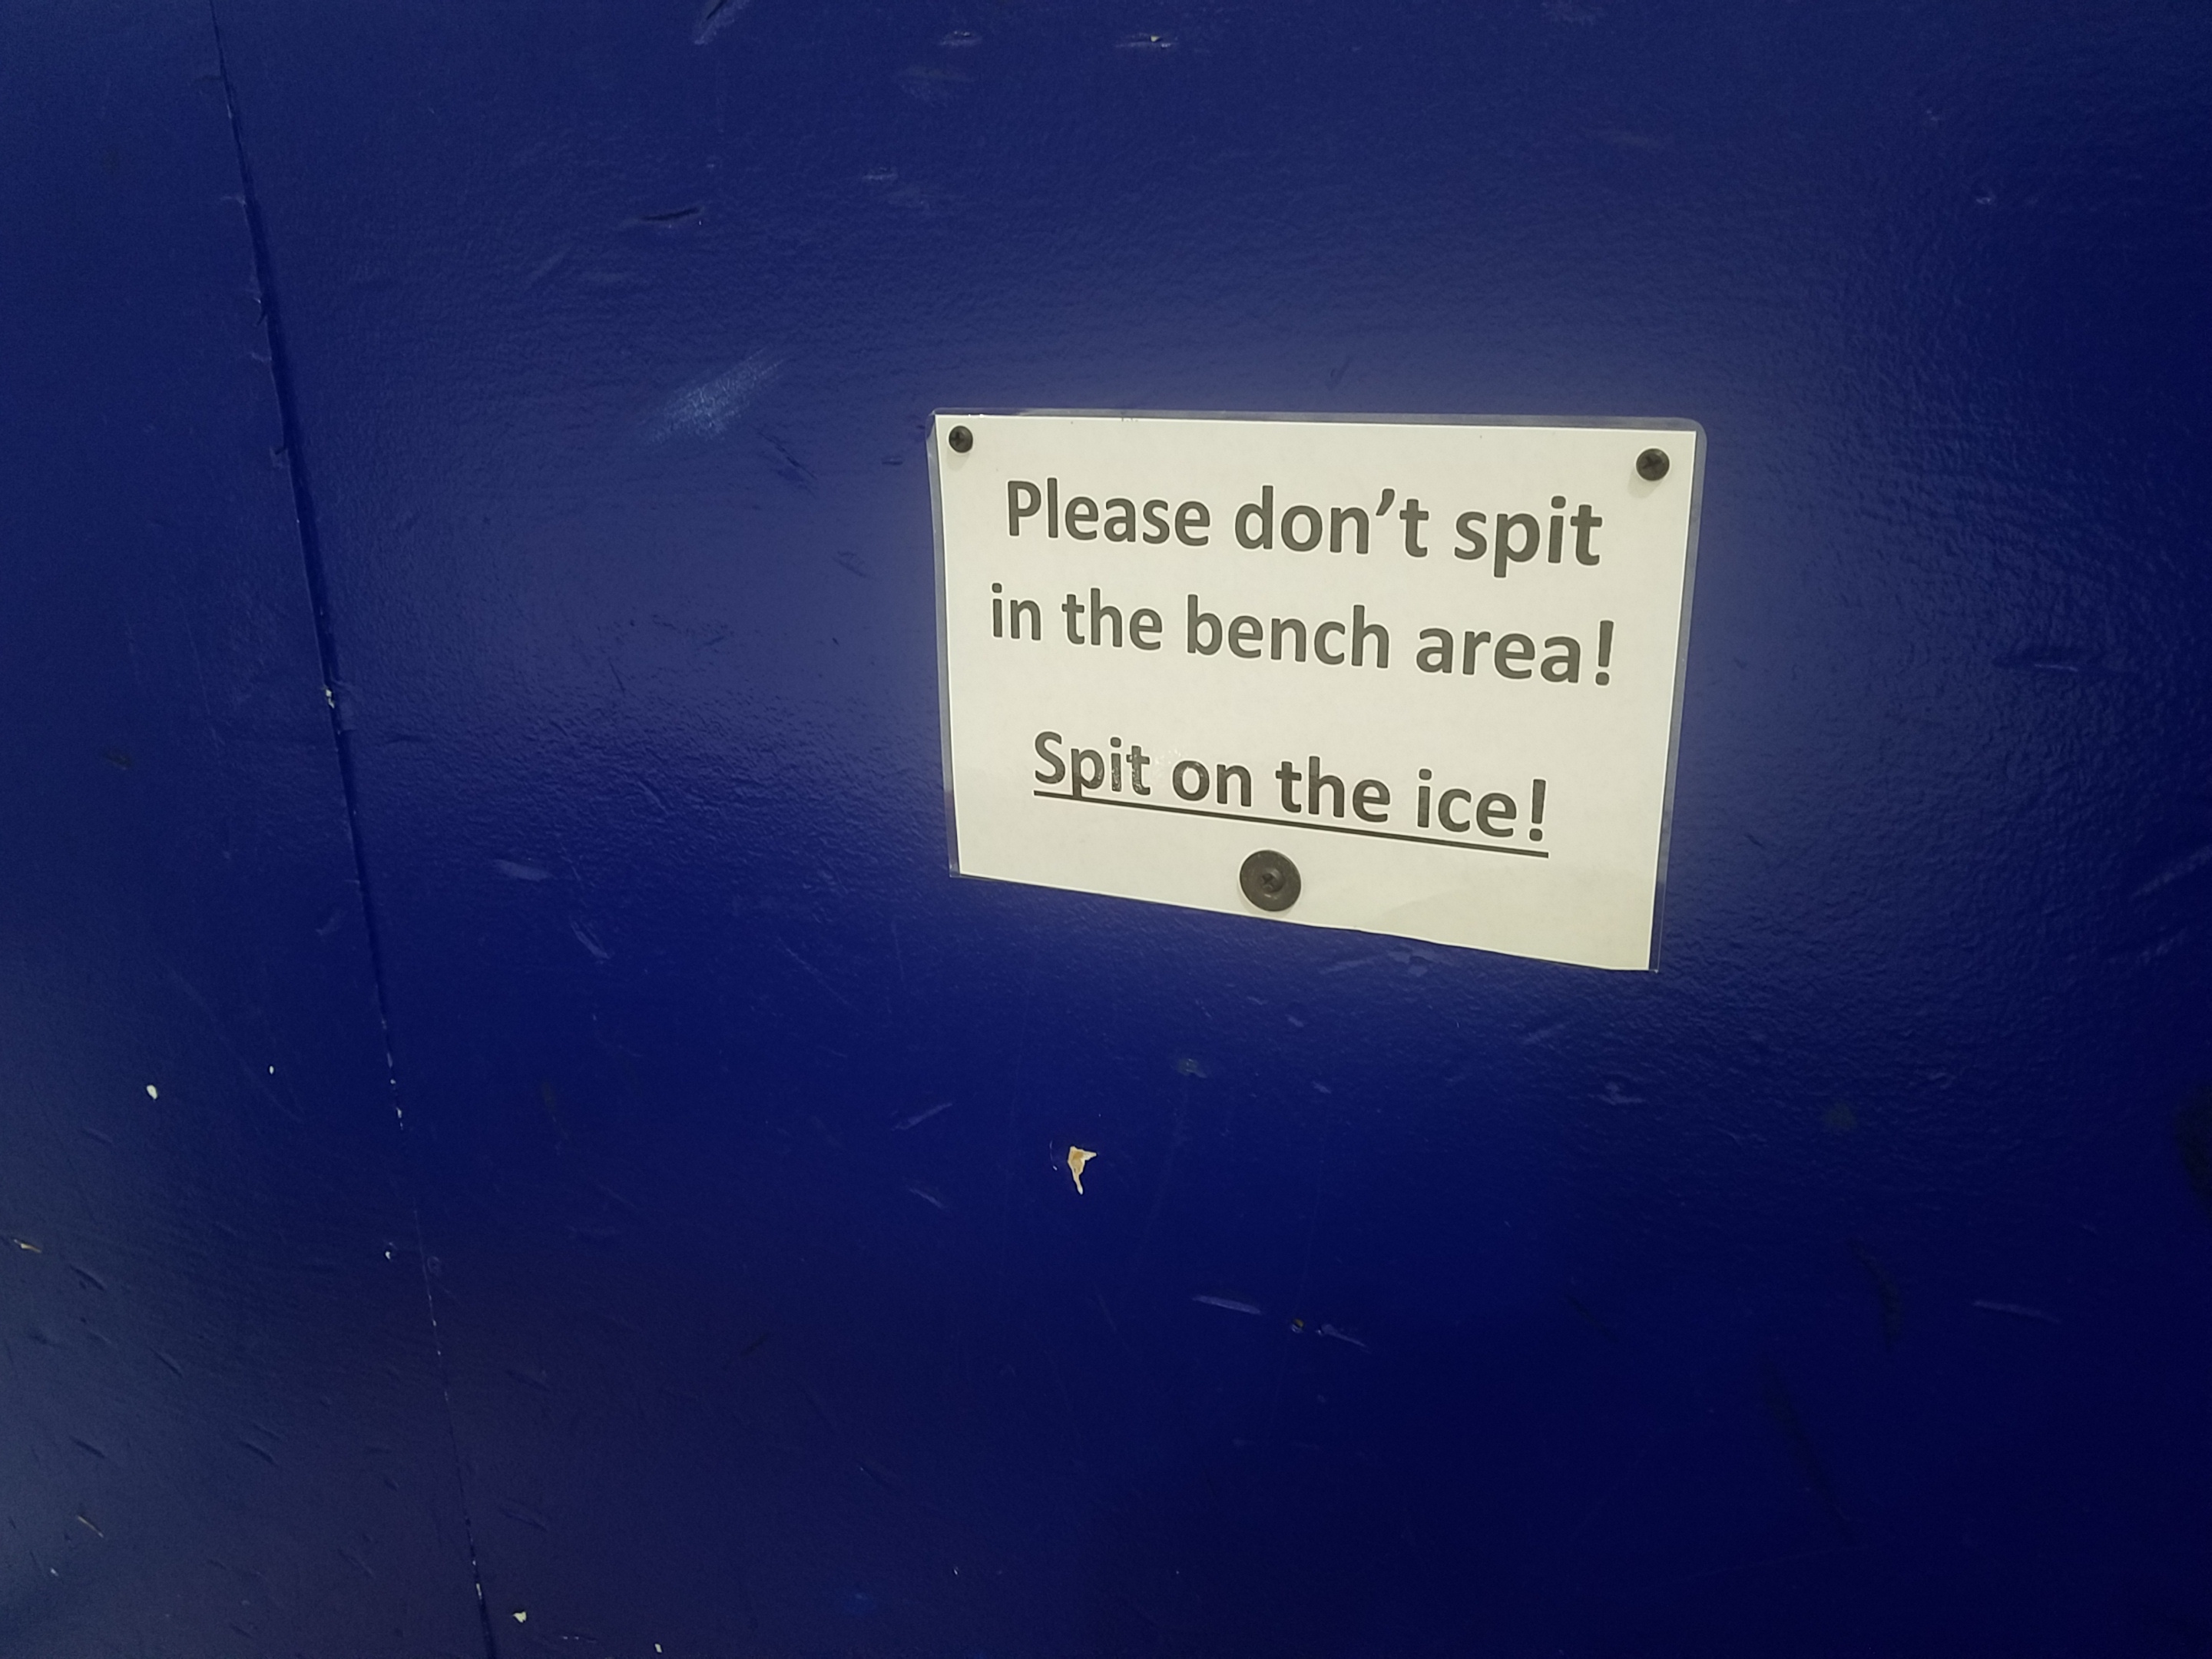 Please don’t spit
in the bench area!
Spit on the ice!